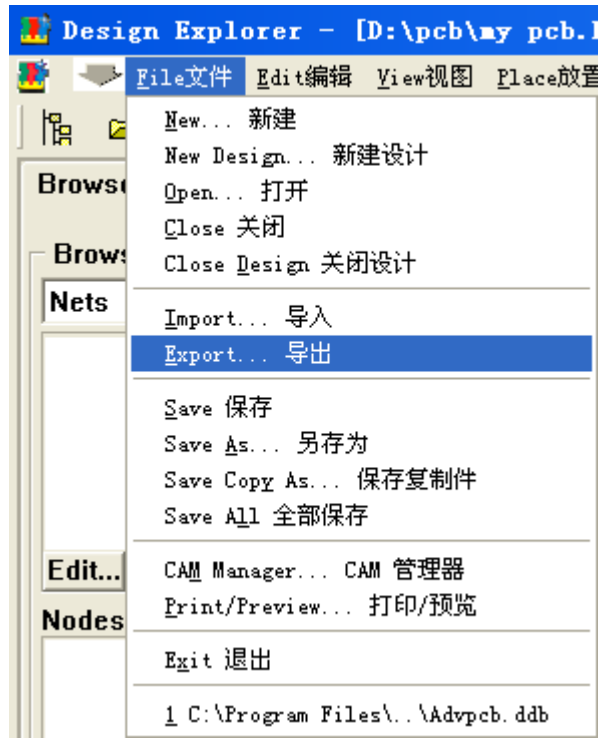 Design Explorer - [D:\pcb\my pcb.
File文件 Edit编辑 View视图 Place放置
New... 新建
New Design... 新建设计
Browse
Open... 打开
Close 关闭
Brows
Close Design 关闭设计
Nets
Import... 导入
Export... 导出
Save 保存
Save As... 另存为
Save Copy As... 保存复制件
Save All 全部保存
Edit...
CAM Manager... CAM 管理器
Print/Preview... 打印/预览
Nodes
Exit 退出
1 C:\Program Files\..\Advpcb.ddb